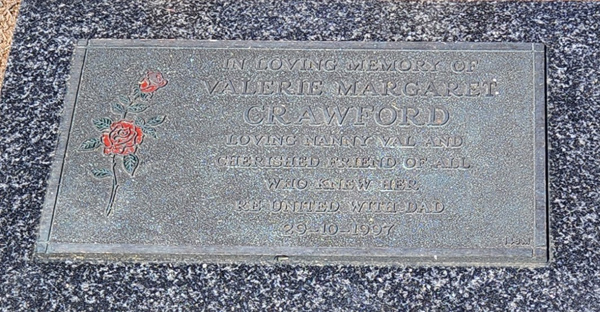 IN LOVING MEMORY OF
VALERIE MARGARET
CRAWFORD
LOVING NANNY VAL AND
CHERISHED FRIEND OF ALL
WHO KNEW HER.
RE UNITED WITH DAD
29-10-1997